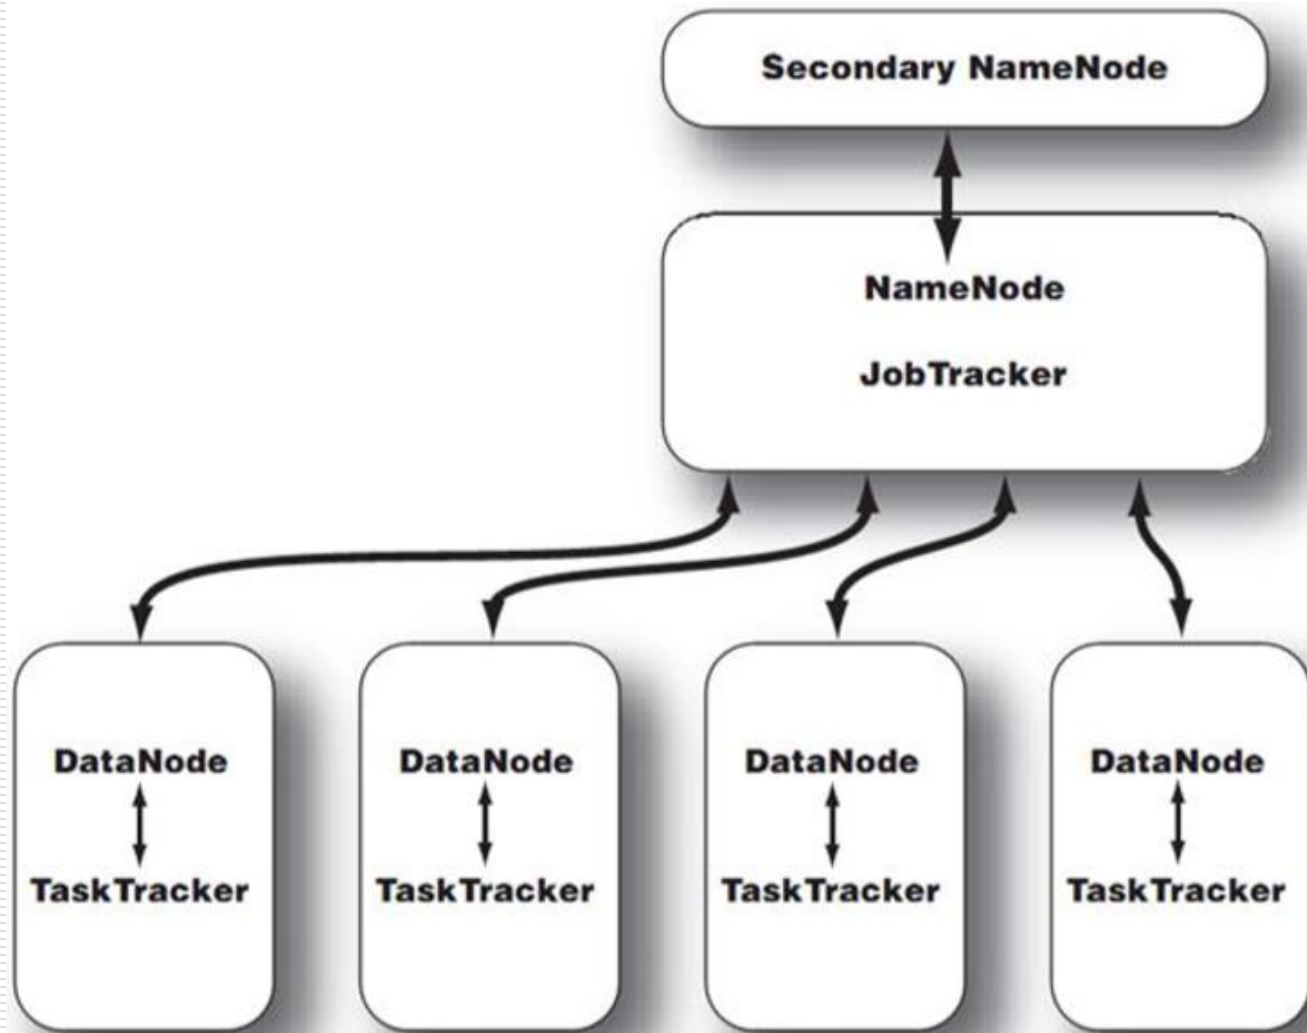 Secondary NameNode
NameNode
JobTracker
DataNode
TaskTracker
DataNode
TaskTracker
DataNode
TaskTracker
DataNode
TaskTracker